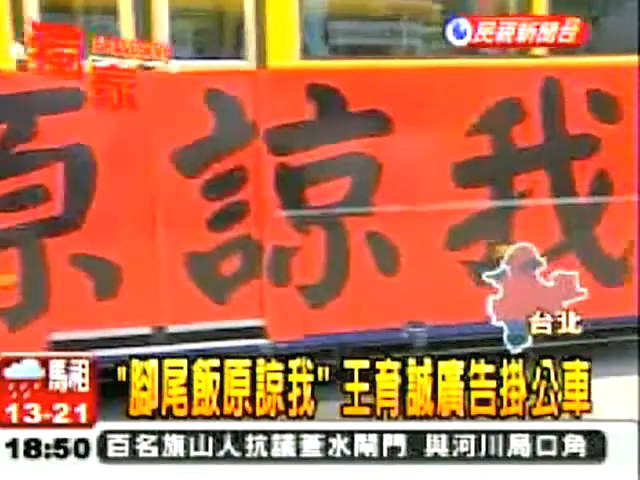 獨家
民視新聞台
原諒我
台北
馬祖
13-21
"腳尾飯原諒我" 王育誠廣告掛公車
18:50
百名旗山人抗議蓋水閘門 與河川局口角